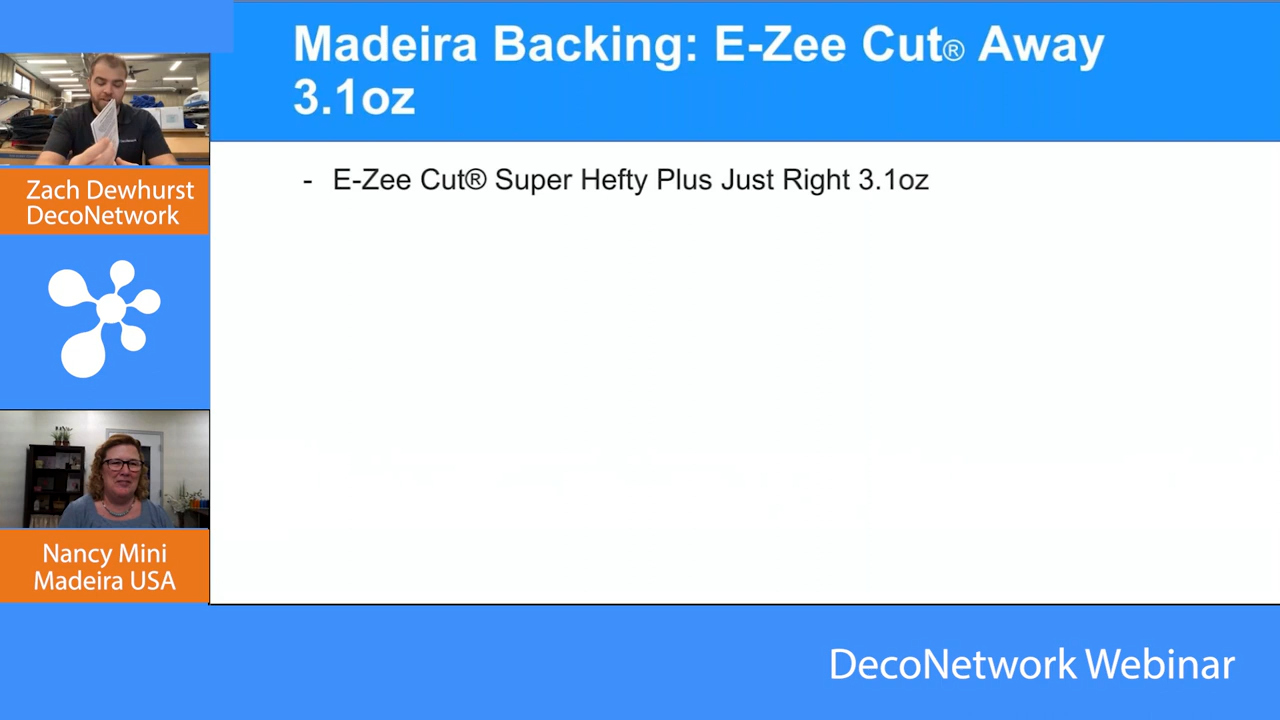 Madeira Backing: E-Zee Cut® Away
3.1oz
- E-Zee Cut® Super Hefty Plus Just Right 3.1oz
Zach Dewhurst
DecoNetwork
Nancy Mini
Madeira USA
DecoNetwork Webinar